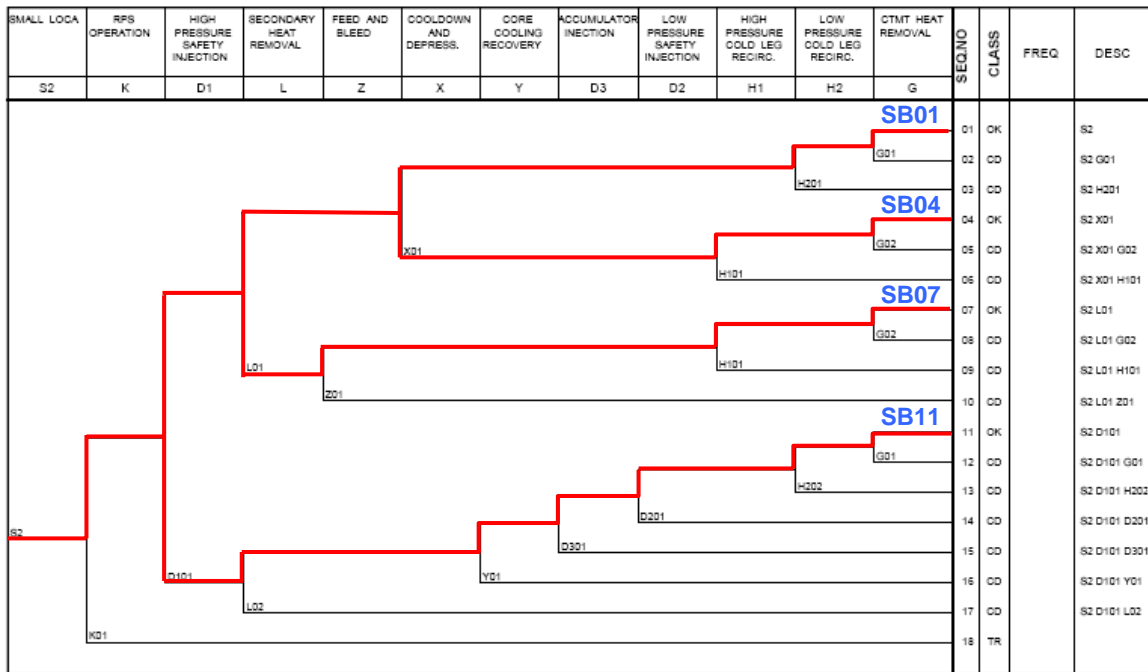 SMALL LOCA
RPS
OPERATION
HIGH
PRESSURE
SAFETY
INJECTION
SECONDARY
HEAT
REMOVAL
FEED AND
BLEED
COOLDOWN
AND
DEPRESS.
CORE
COOLING
RECOVERY
ACCUMULATOR
INECTION
LOW
PRESSURE
SAFETY
INJECTION
HIGH
PRESSURE
COLD LEG
RECIRC.
LOW
PRESSURE
COLD LEG
RECIRC.
CTMT HEAT
REMOVAL
SEQ.NO
CLASS
FREQ
DESC
S2 K D1 L Z X Y D3 D2 H1 H2 G
SB01
01 OK S2
G01
02 CD S2 G01
H201
03 CD S2 H201
SB04
04 OK S2 X01
X01
G02
05 CD S2 X01 G02
H101
06 CD S2 X01 H101
SB07
07 OK S2 L01
G02
08 CD S2 L01 G02
L01
H101
09 CD S2 L01 H101
Z01
10 CD S2 L01 Z01
SB11
11 OK S2 D101
G01
12 CD S2 D101 G01
H202
13 CD S2 D101 H202
D201
14 CD S2 D101 D201
S2
D301
15 CD S2 D101 D301
D101
Y01
16 CD S2 D101 Y01
L02
17 CD S2 D101 L02
K01
18 TR